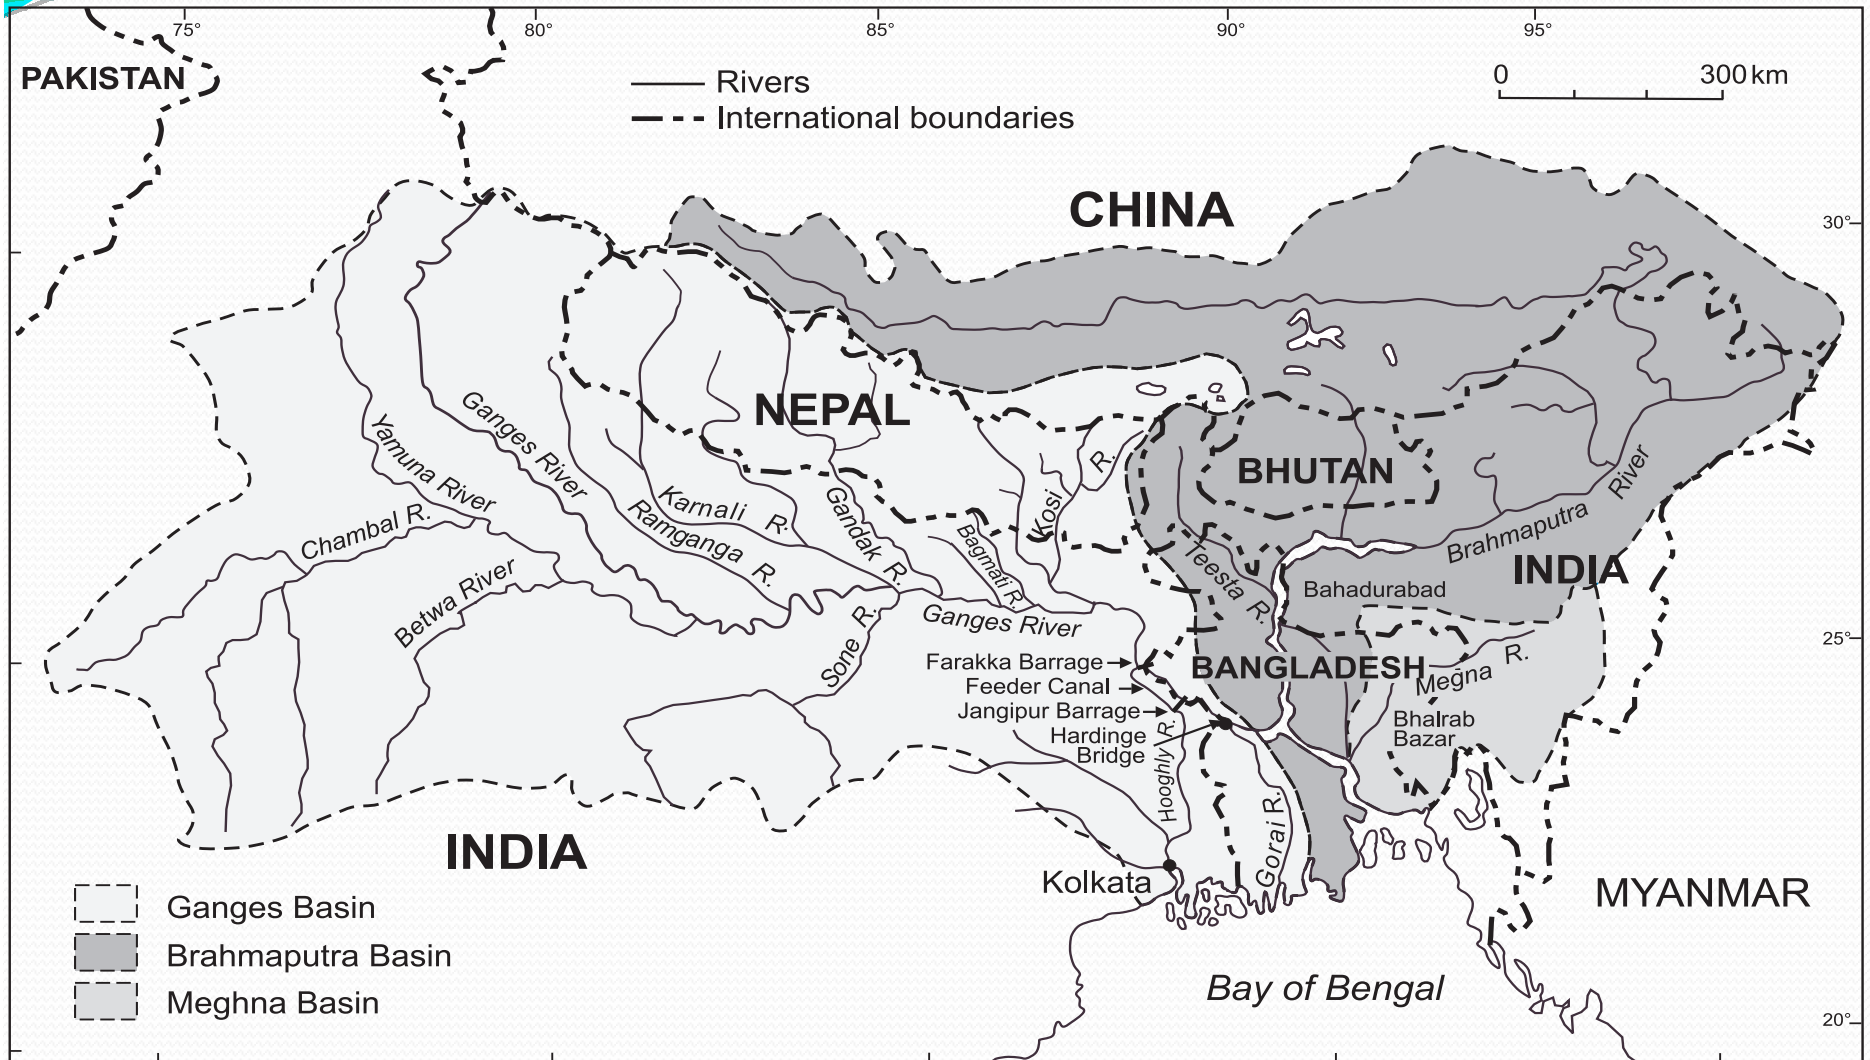 75°
80°
85°
90°
95°
PAKISTAN
Rivers
International boundaries
0 300 km
CHINA
30°
NEPAL
BHUTAN
INDIA
BANGLADESH
Yamuna River
Ganges River
Chambal R.
Betwa River
Karnali R.
Ramganga R.
Gandak R.
Bagmati R.
Kosi R.
Teesta R.
Brahmaputra River
Bahadurabad
25°
Sone R.
Ganges River
Farakka Barrage
Feeder Canal
Jangipur Barrage
Hardinge
Bridge
Hooghly R.
Gorai R.
Megna R.
Bhalrab
Bazar
INDIA
Kolkata
MYANMAR
Bay of Bengal
20°
Ganges Basin
Brahmaputra Basin
Meghna Basin